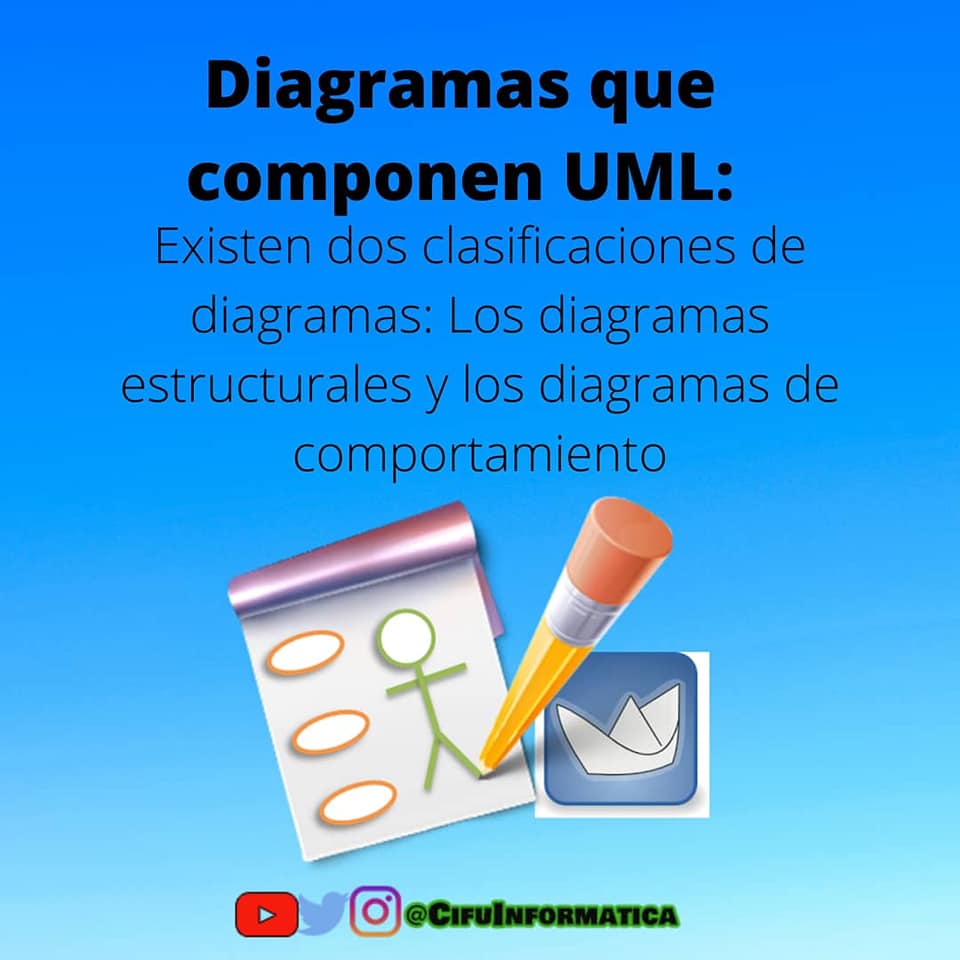 Diagramas que
componen UML:
Existen dos clasificaciones de
diagramas: Los diagramas
estructurales y los diagramas de
comportamiento
@CifuInformatica